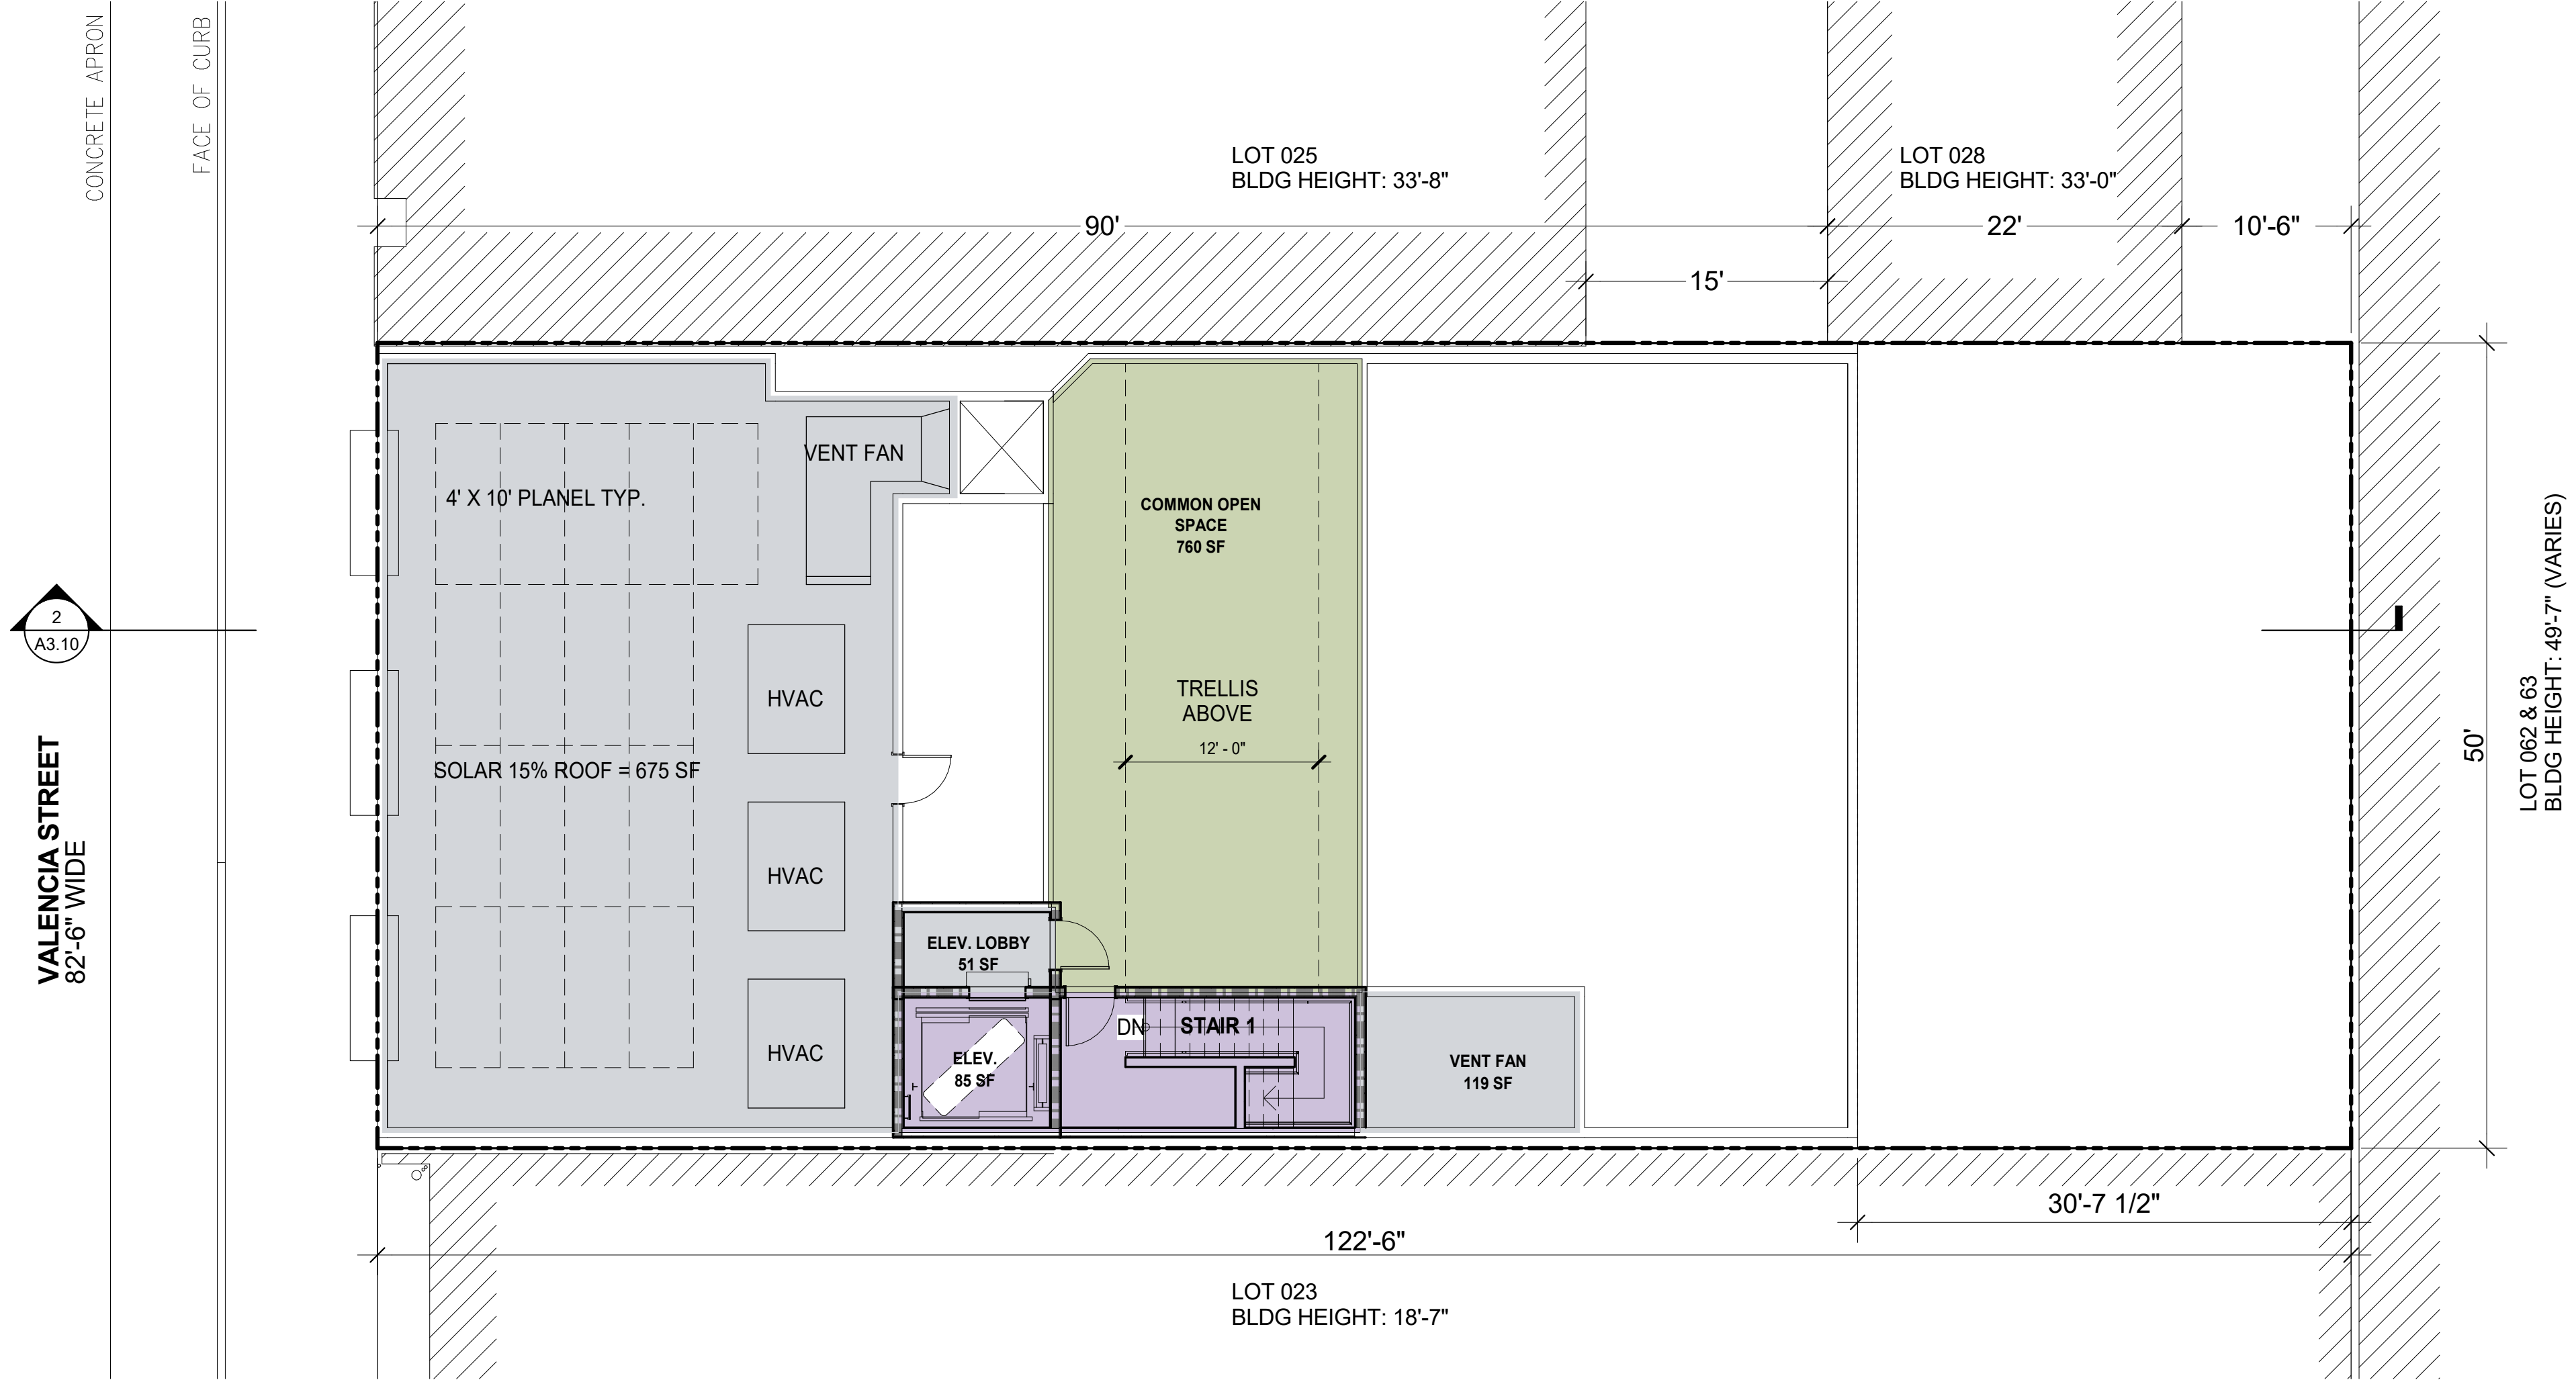 CONCRETE APRON
FACE OF CURB
LOT 025
BLDG HEIGHT: 33'-8"
LOT 028
BLDG HEIGHT: 33'-0"
90'
22'
10'-6"
15'
VENT FAN
4' X 10' PLANEL TYP.
COMMON OPEN
SPACE
760 SF
2
A3.10
HVAC
TRELLIS
ABOVE
12' - 0"
SOLAR 15% ROOF = 675 SF
VALENCIA STREET
82'-6" WIDE
50'
LOT 062 & 63
BLDG HEIGHT: 49'-7" (VARIES)
HVAC
ELEV. LOBBY
51 SF
HVAC
ELEV.
85 SF
DN
STAIR 1
VENT FAN
119 SF
30'-7 1/2"
122'-6"
LOT 023
BLDG HEIGHT: 18'-7"